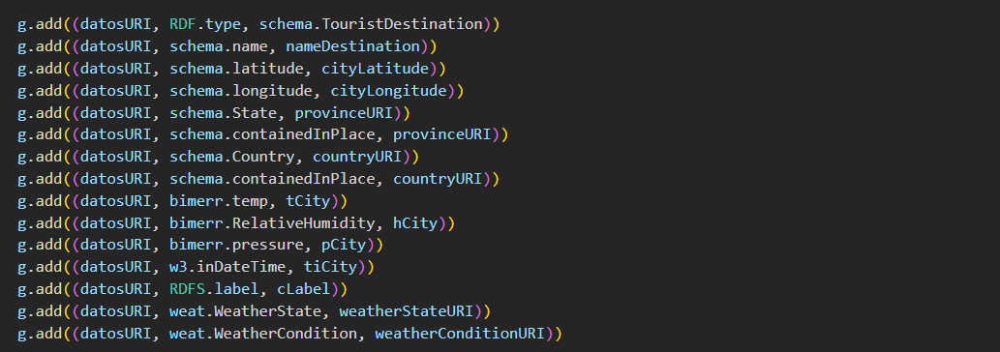 g.add((datosURI, RDF.type, schema.TouristDestination))
g.add((datosURI, schema.name, nameDestination))
g.add((datosURI, schema.latitude, cityLatitude))
g.add((datosURI, schema.longitude, cityLongitude))
g.add((datosURI, schema.State, provinceURI))
g.add((datosURI, schema.containedInPlace, provinceURI))
g.add((datosURI, schema.Country, countryURI))
g.add((datosURI, schema.containedInPlace, countryURI))
g.add((datosURI, bimerr.temp, tCity))
g.add((datosURI, bimerr.RelativeHumidity, hCity))
g.add((datosURI, bimerr.pressure, pCity))
g.add((datosURI, w3.inDateTime, tiCity))
g.add((datosURI, RDFS.label, cLabel))
g.add((datosURI, weat.WeatherState, weatherStateURI))
g.add((datosURI, weat.WeatherCondition, weatherConditionURI))